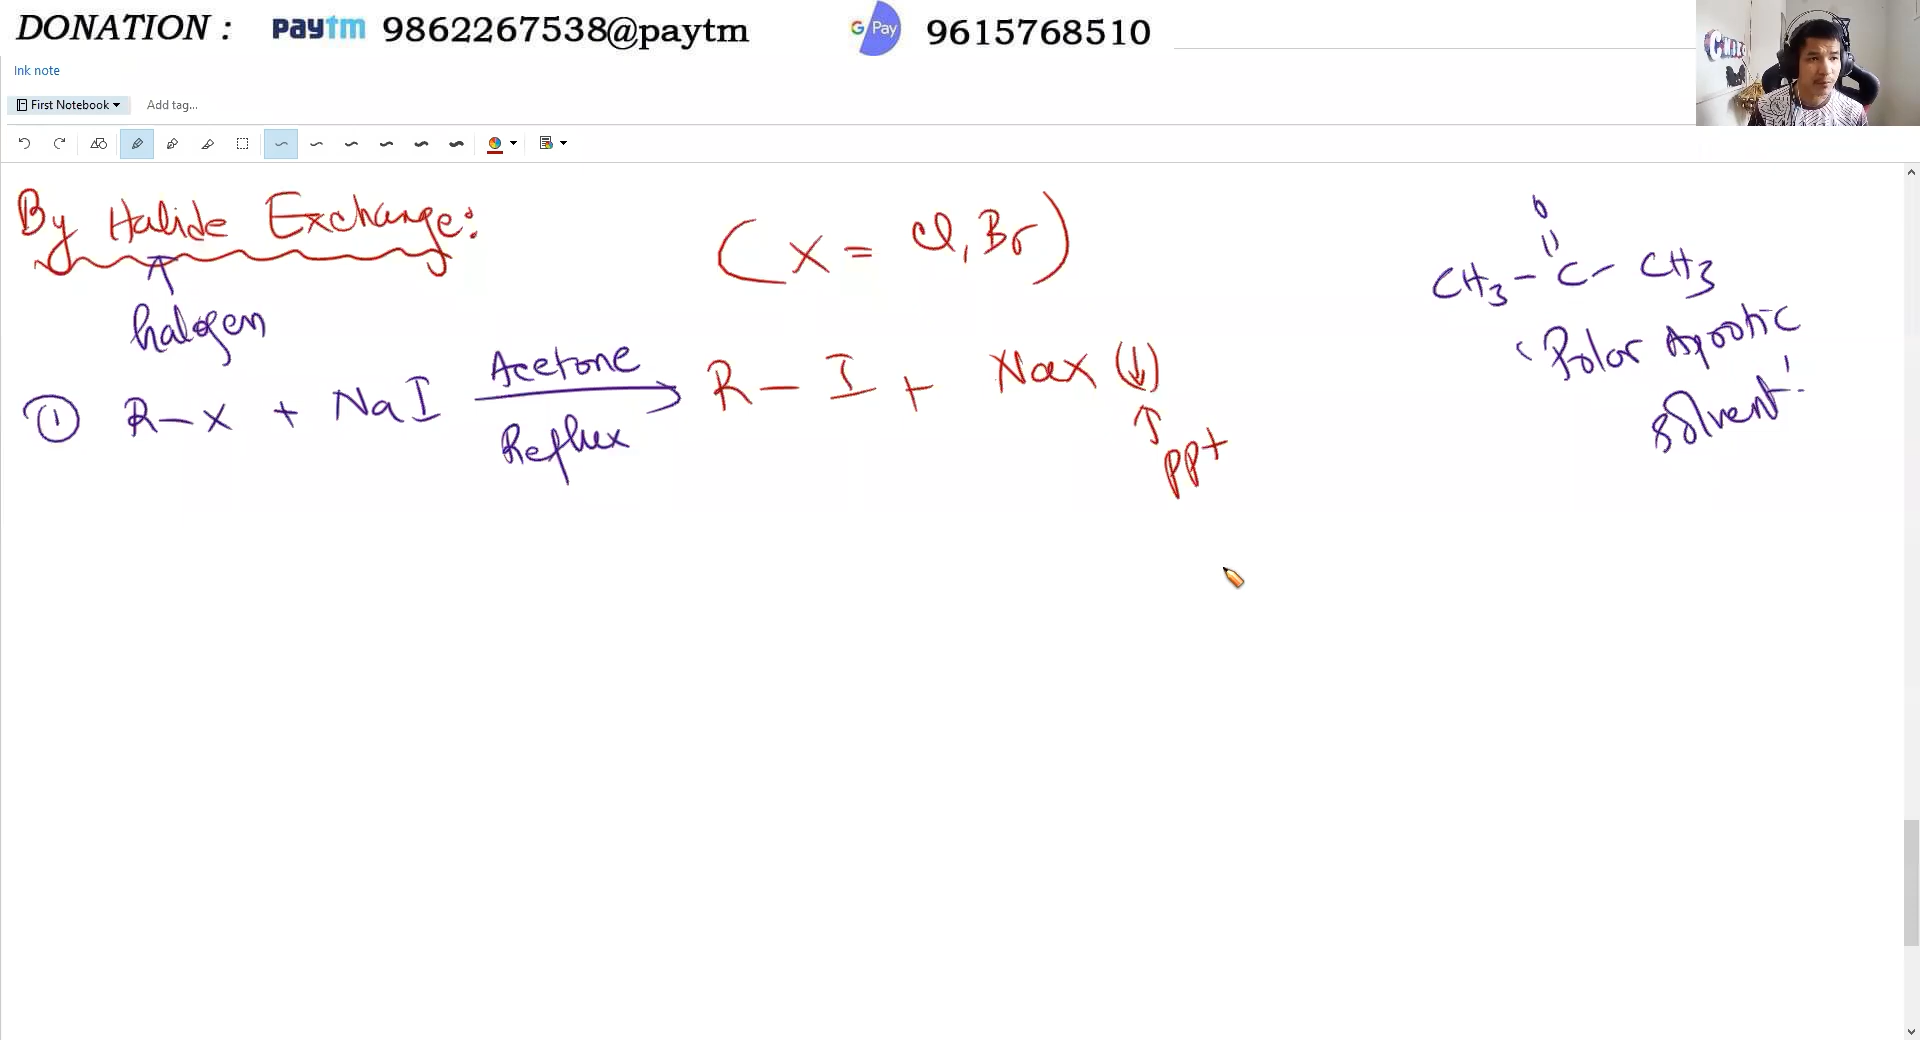 DONATION : paytm 9862267538@paytm G Pay 9615768510
Ink note
First Notebook Add tag...
By Halide Exchange:
(X = Cl, Br)
halogen
① R-X + NaI Acetone Reflux R-I + NaX (↓)
↑
ppt
O
||
CH3-C-CH3
'Polar Aprotic
solvent'